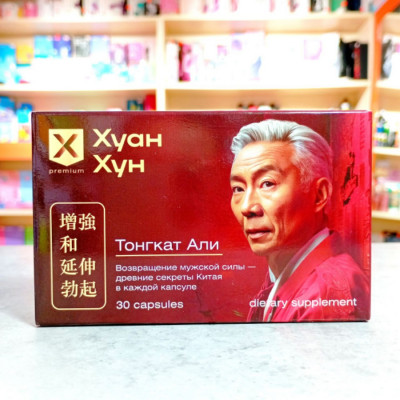 X
premium
Хуан
Хун
增強
和
延伸
勃起
Тонгкат Али
Возвращение мужской силы —
древние секреты Китая
в каждой капсуле
30 capsules
dietary supplement